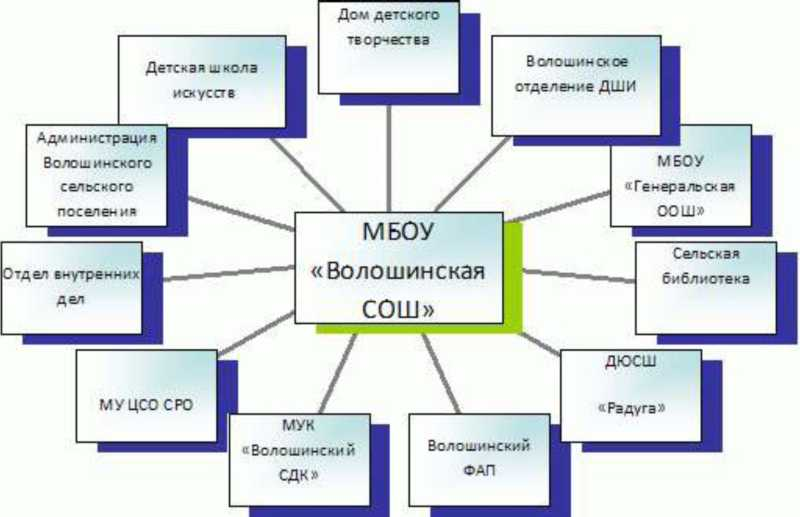 Дом детского
творчества
Детская школа
искусств
Волошинское
отделение ДШИ
Администрация
Волошинского
сельского
поселения
МБОУ
«Генеральская
ООШ»
МБОУ
«Волошинская
СОШ»
Отдел внутренних
дел
Сельская
библиотека
МУ ЦСО СРО
ДЮСШ
«Радуга»
МУК
«Волошинский
СДК»
Волошинский
ФАП